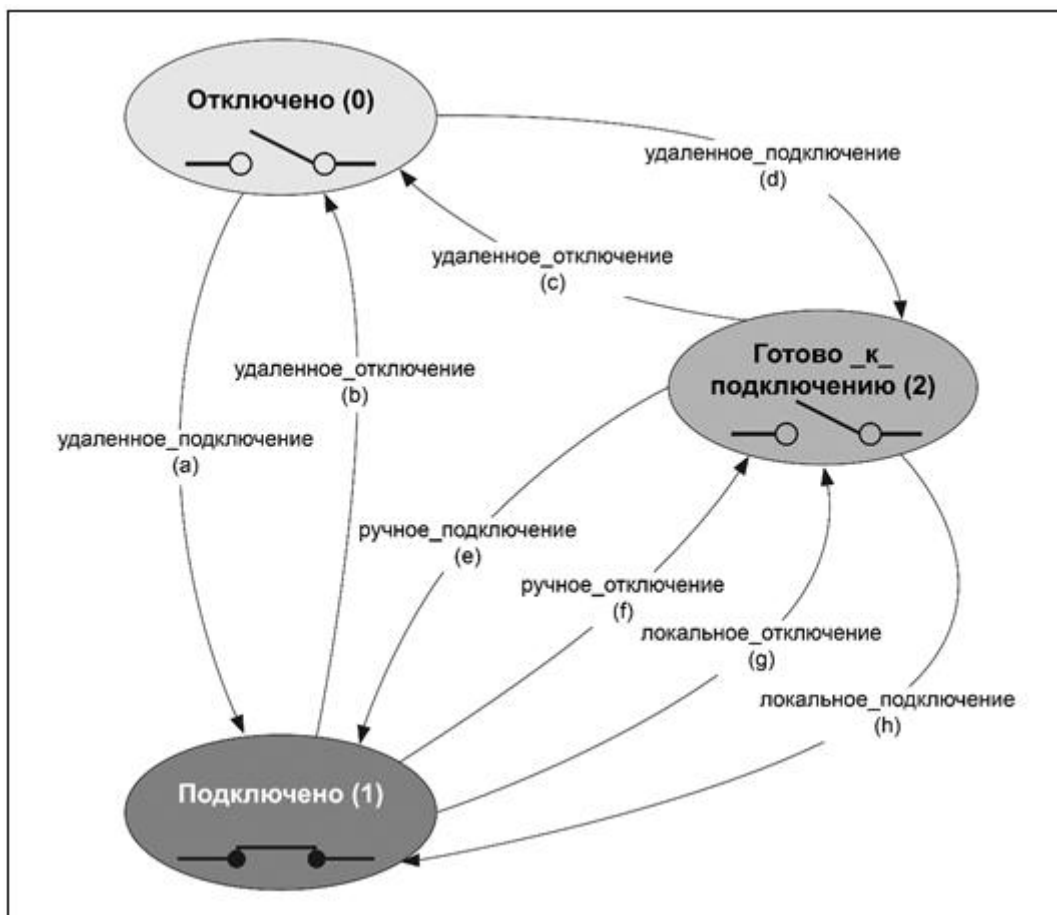 Отключено (0)
удаленное_подключение
(d)
удаленное_отключение
(c)
Готово _к_
подключению (2)
удаленное_отключение
(b)
удаленное_подключение
(a)
ручное_подключение
(e)
ручное_отключение
(f)
локальное_отключение
(g)
локальное_подключение
(h)
Подключено (1)